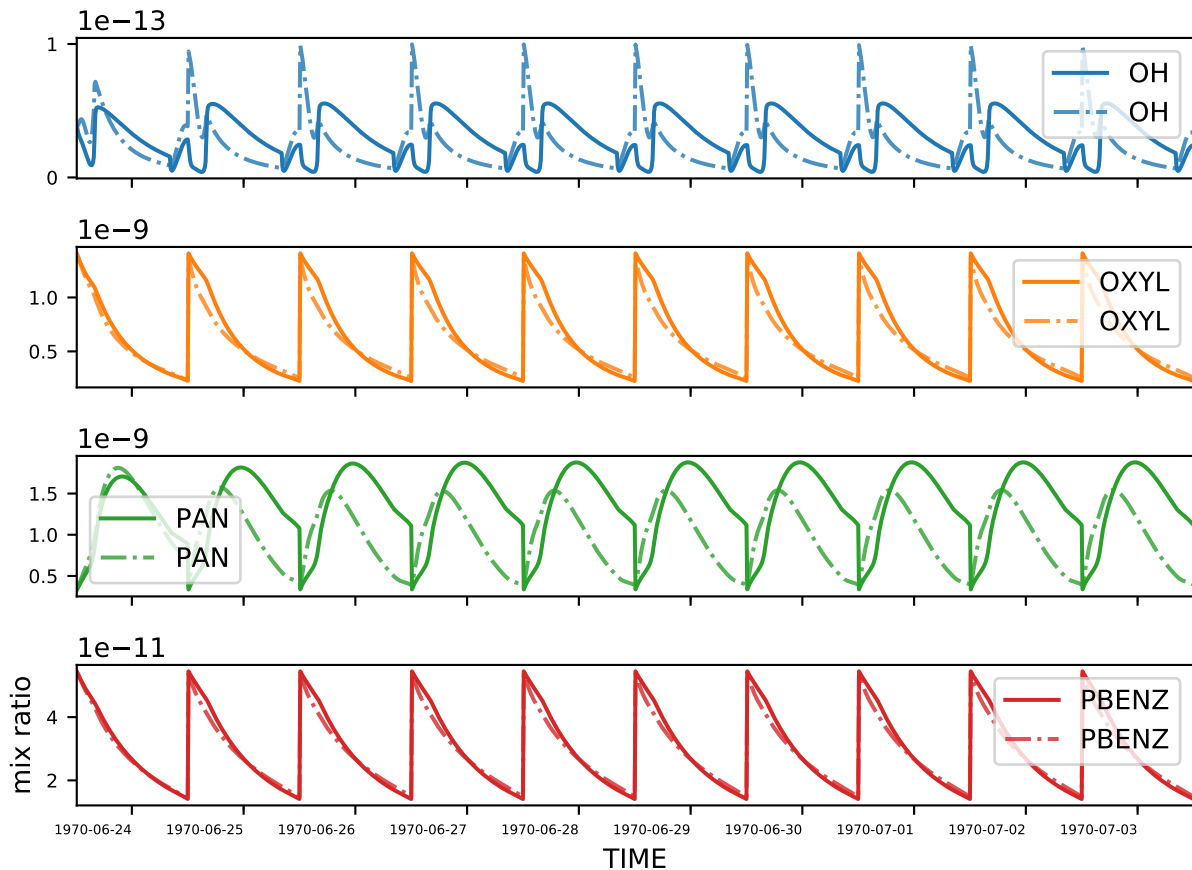 1e−13
1
0
OH
OH
1e−9
1.0
0.5
OXYL
OXYL
1e−9
1.5
1.0
0.5
PAN
PAN
1e−11
4
2
mix ratio
PBENZ
PBENZ
1970-06-24 1970-06-25 1970-06-26 1970-06-27 1970-06-28 1970-06-29 1970-06-30 1970-07-01 1970-07-02 1970-07-03
TIME